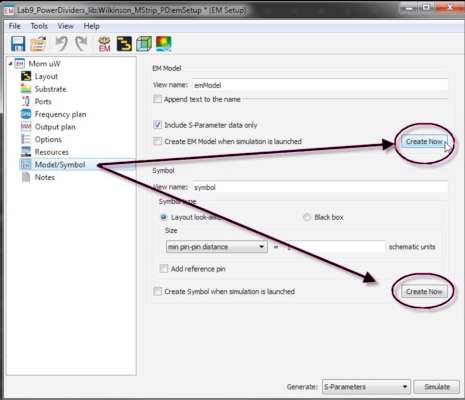 Lab9_PowerDividers_lib:Wilkinson_MStrip_PD:emSetup * (EM Setup)
File Tools View Help
EM
Mom uW
Layout
Substrate
Ports
Frequency plan
Output plan
Options
Resources
Model/Symbol
Notes
EM Model
View name: emModel
Append text to the name
Include S-Parameter data only
Create EM Model when simulation is launched
Create Now
Symbol
View name: symbol
Symbol type
Layout look-alike
Black box
Size
min pin-pin distance = schematic units
Add reference pin
Create Symbol when simulation is launched
Create Now
Generate: S-Parameters Simulate